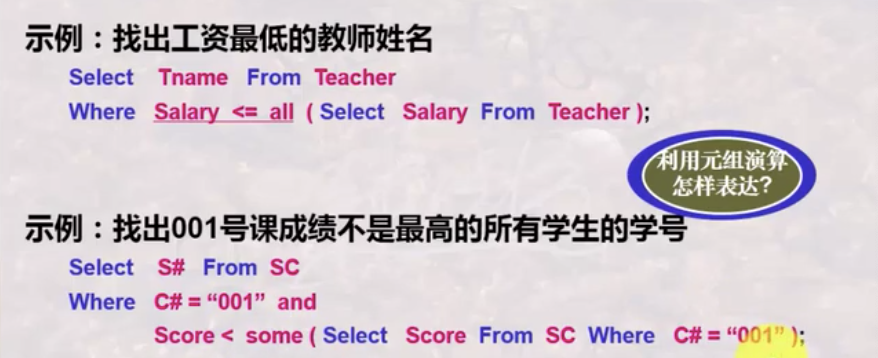 示例：找出工资最低的教师姓名
Select Tname From Teacher
Where Salary <= all ( Select Salary From Teacher );
利用元组演算
怎样表达?
示例：找出001号课成绩不是最高的所有学生的学号
Select S# From SC
Where C# = “001” and
Score < some ( Select Score From SC Where C# = “001” );